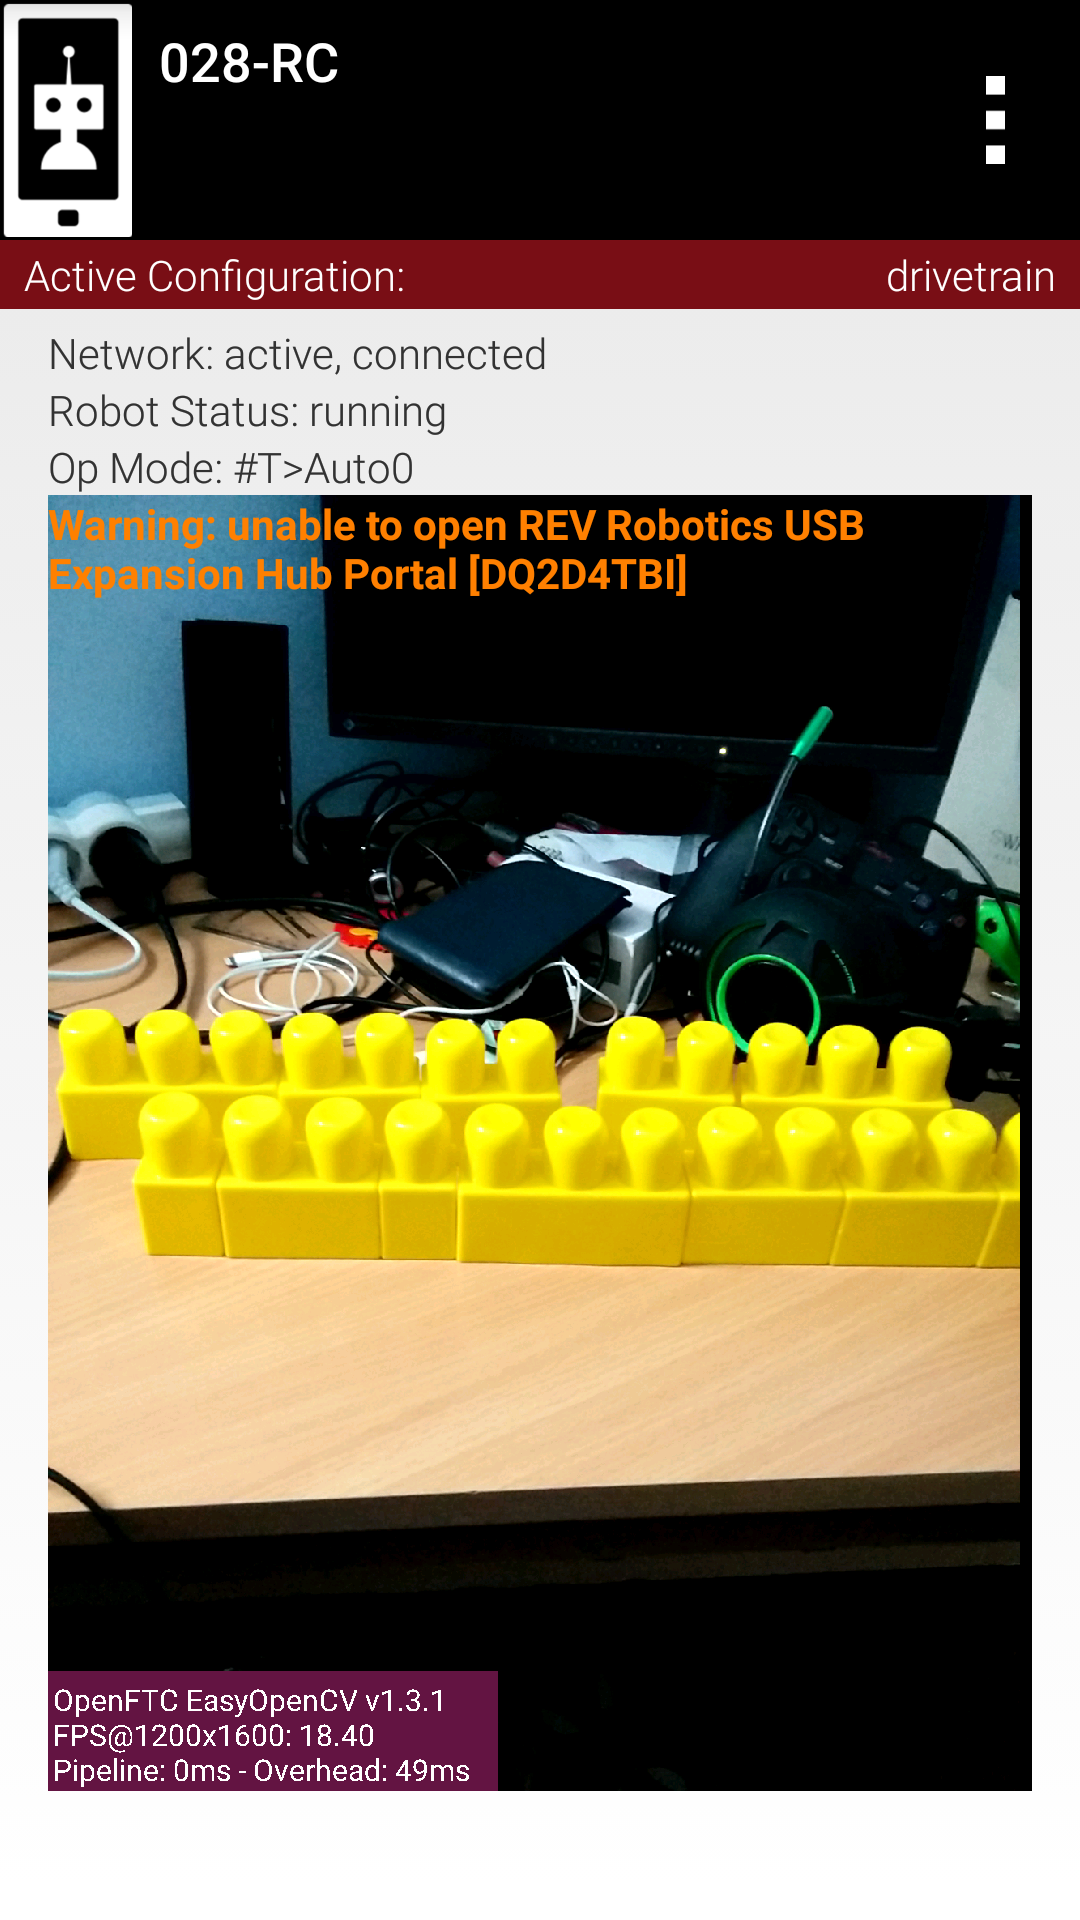 028-RC
Active Configuration: drivetrain
Network: active, connected
Robot Status: running
Op Mode: #T>Auto0
Warning: unable to open REV Robotics USB
Expansion Hub Portal [DQ2D4TBI]
OpenFTC EasyOpenCV v1.3.1
FPS@1200x1600: 18.40
Pipeline: 0ms - Overhead: 49ms